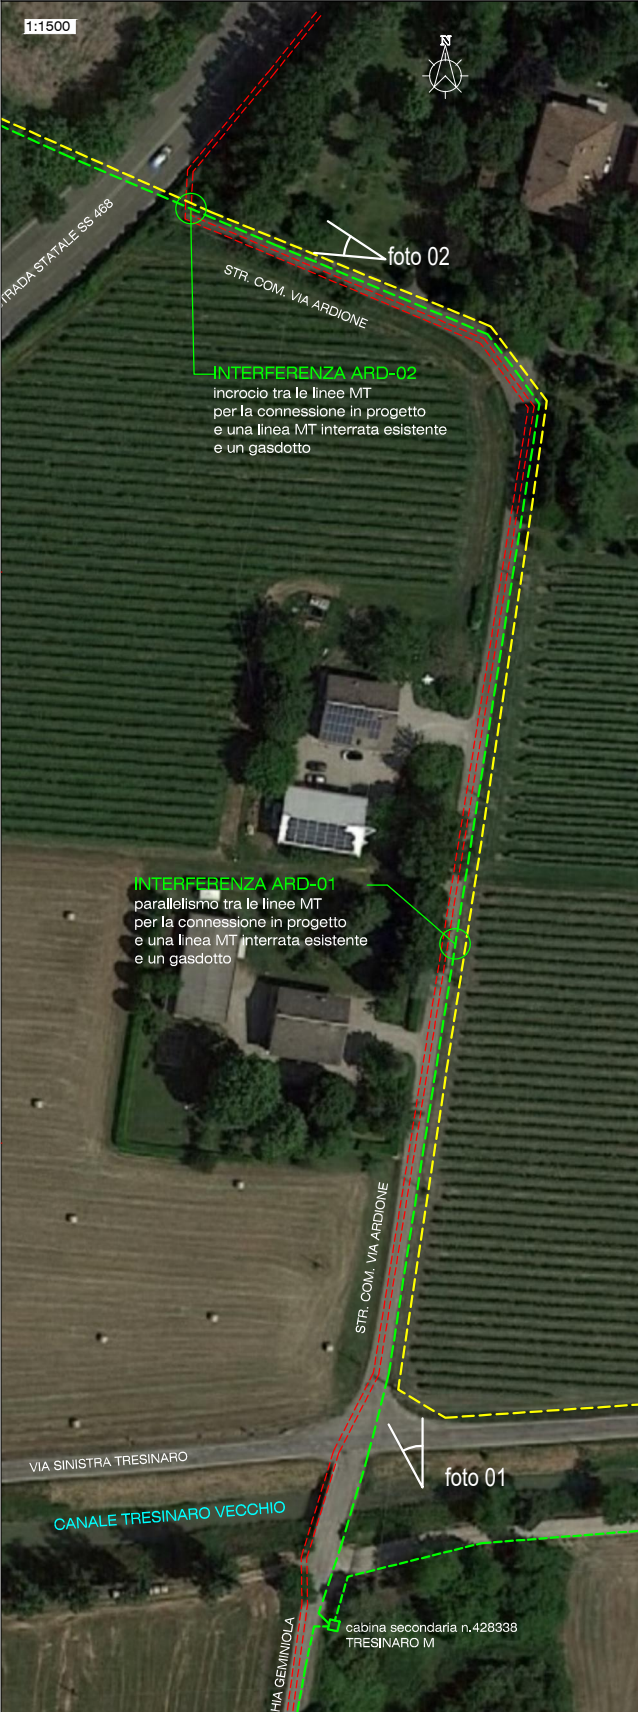 1:1500
N
TRADA STATALE SS 468
foto 02
STR. COM. VIA ARDIONE
INTERFERENZA ARD-02
incrocio tra le linee MT
per la connessione in progetto
e una linea MT interrata esistente
e un gasdotto
INTERFERENZA ARD-01
parallelismo tra le linee MT
per la connessione in progetto
e una linea MT interrata esistente
e un gasdotto
STR. COM. VIA ARDIONE
VIA SINISTRA TRESINARO
foto 01
CANALE TRESINARO VECCHIO
cabina secondaria n.428338
TRESINARO M
HIA GEMINIOLA